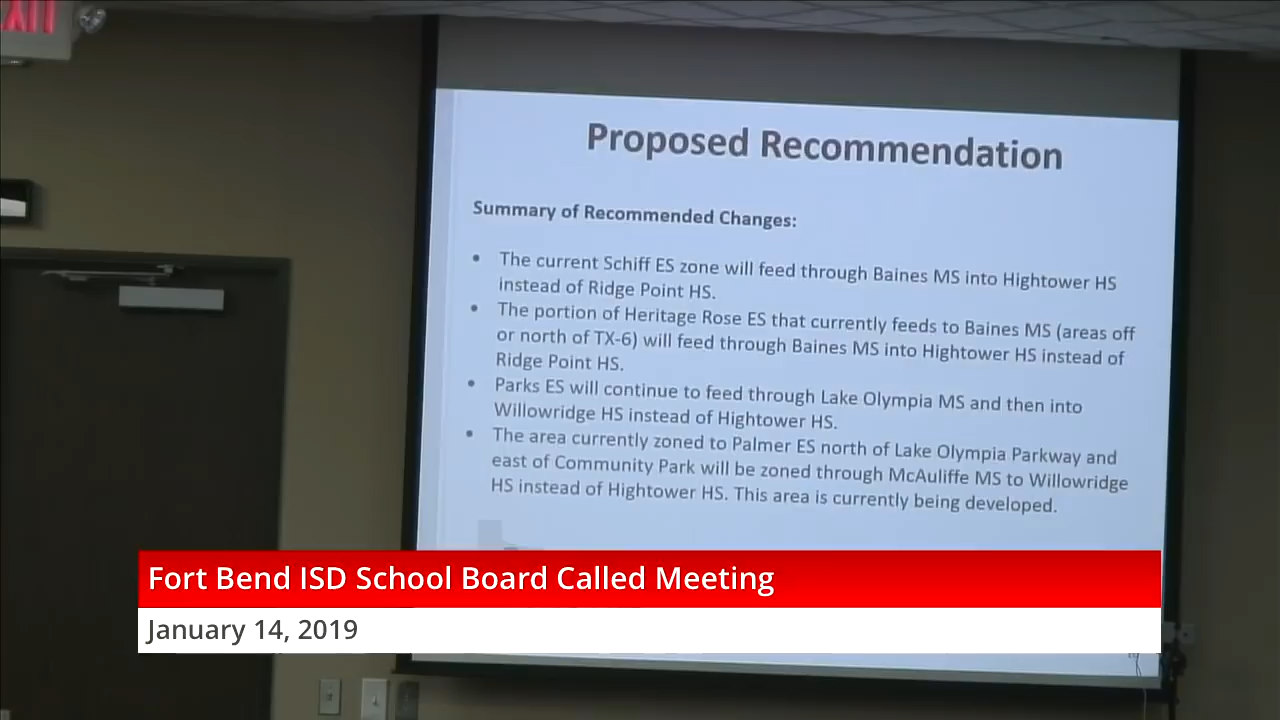 EXIT
Proposed Recommendation
Summary of Recommended Changes:
• The current Schiff ES zone will feed through Baines MS into Hightower HS
instead of Ridge Point HS.
• The portion of Heritage Rose ES that currently feeds to Baines MS (areas off
or north of TX-6) will feed through Baines MS into Hightower HS instead of
Ridge Point HS.
• Parks ES will continue to feed through Lake Olympia MS and then into
Willowridge HS instead of Hightower HS.
• The area currently zoned to Palmer ES north of Lake Olympia Parkway and
east of Community Park will be zoned through McAuliffe MS to Willowridge
HS instead of Hightower HS. This area is currently being developed.
Fort Bend ISD School Board Called Meeting
January 14, 2019